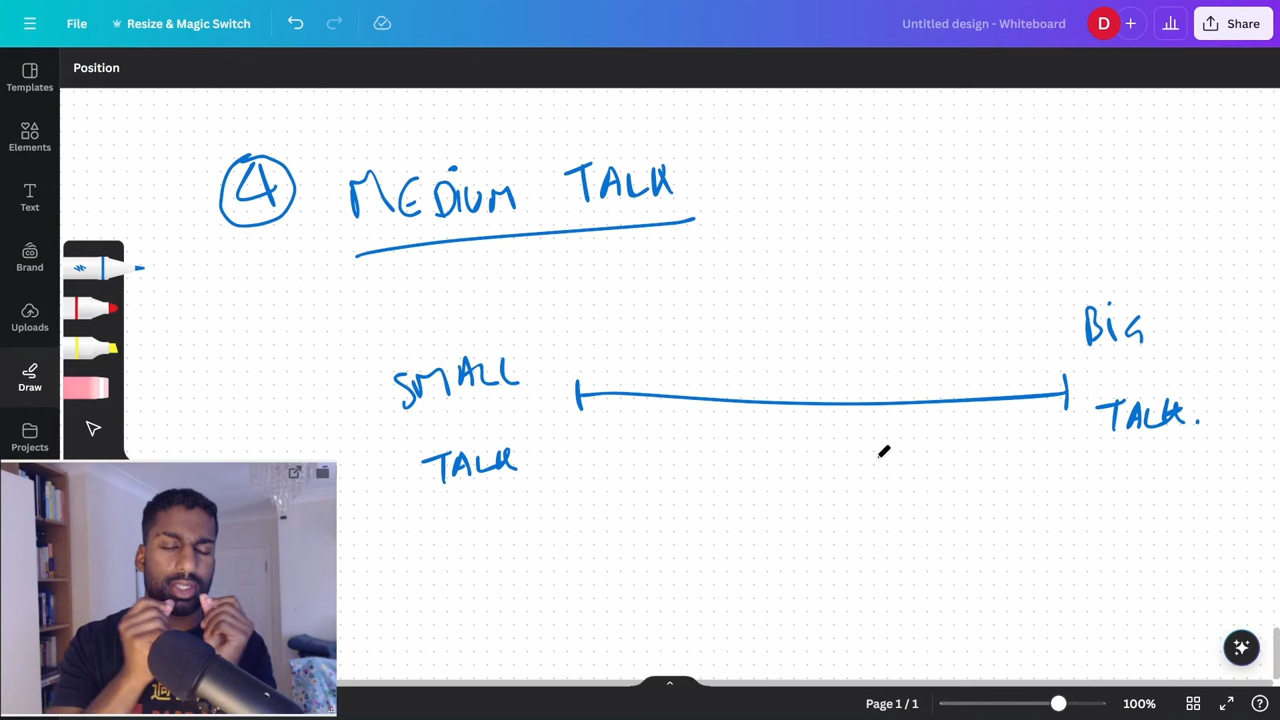 File
Resize & Magic Switch
Untitled design - Whiteboard
D
+
Share
Position
Templates
Elements
Text
Brand
Uploads
Draw
Projects
4 MEDIUM TALK
SMALL
TALK
BIG
TALK.
Page 1 / 1
100%